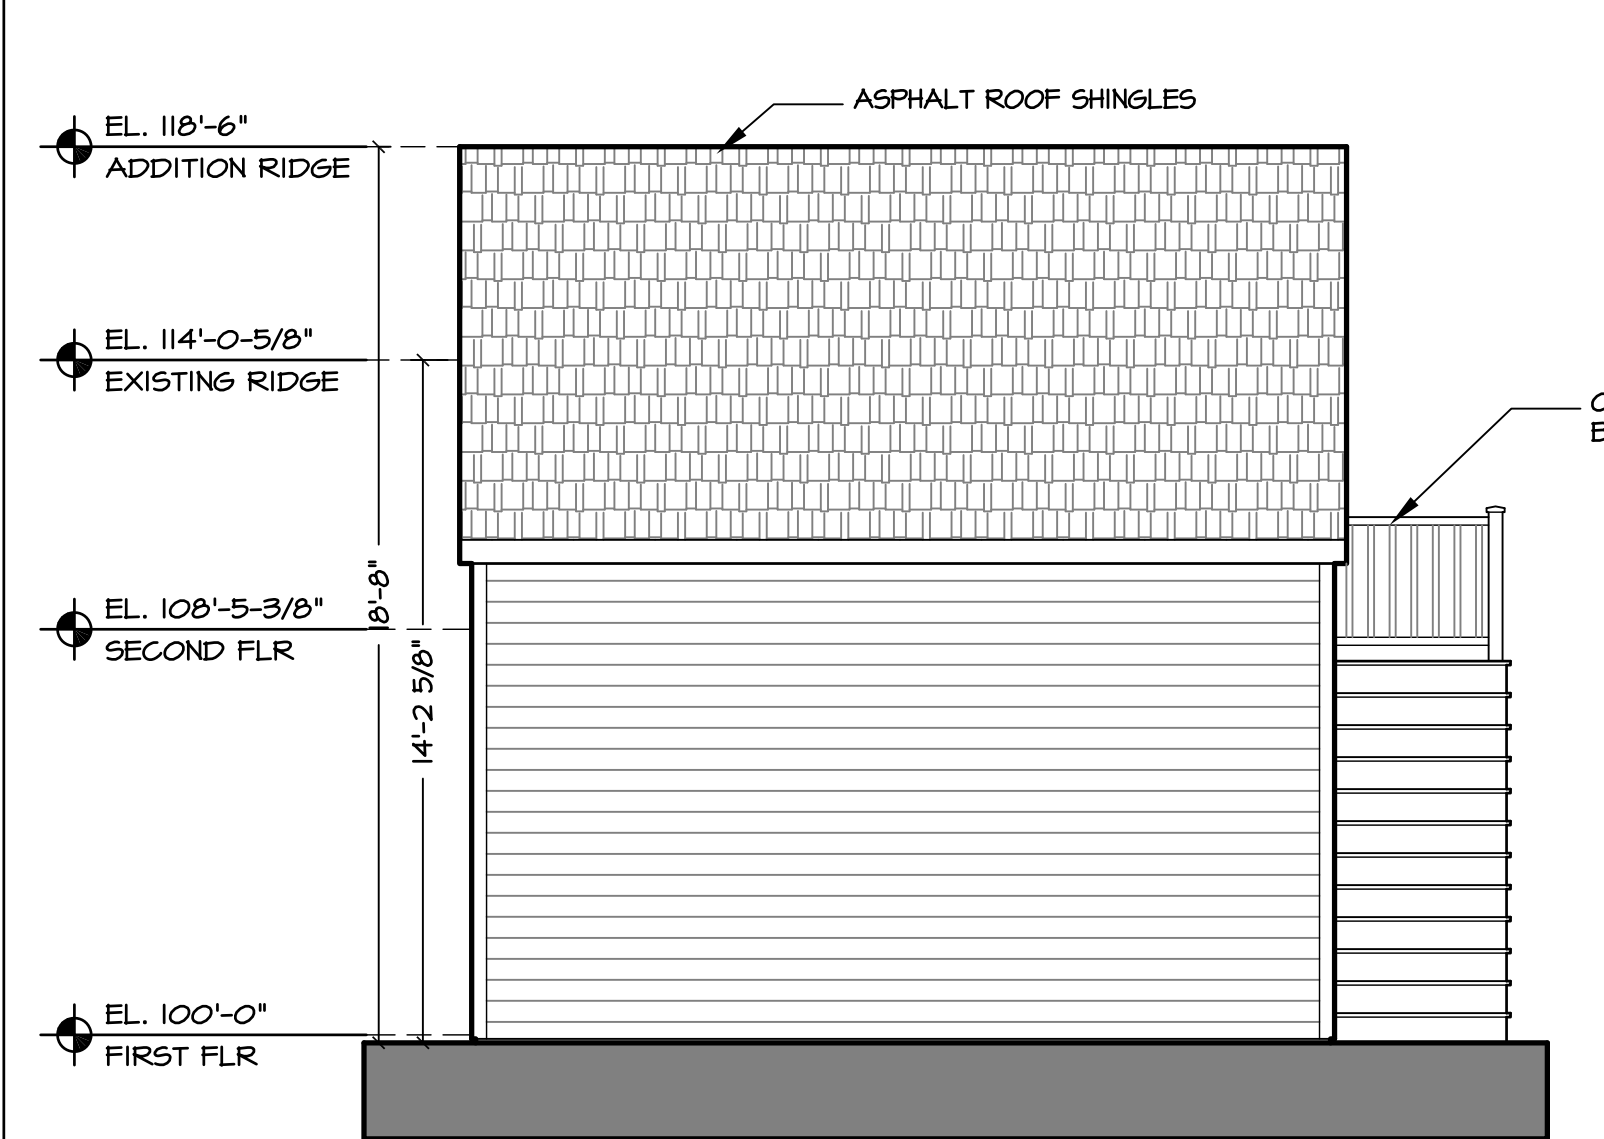 ASPHALT ROOF SHINGLES
EL. 118'-6"
ADDITION RIDGE
EL. 114'-0-5/8"
EXISTING RIDGE
EL. 108'-5-3/8"
SECOND FLR
18'-8"
14'-2 5/8"
EL. 100'-0"
FIRST FLR